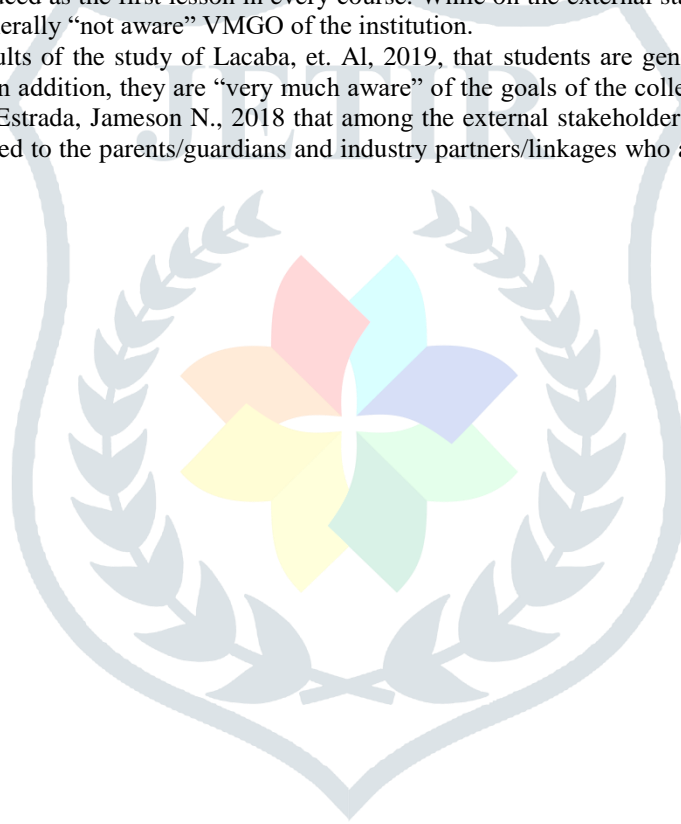 uced as the first lesson in every course. While on the external sta
erally “not aware” VMGO of the institution.
ults of the study of Lacaba, et. Al, 2019, that students are gen
n addition, they are “very much aware” of the goals of the colle
Estrada, Jameson N., 2018 that among the external stakeholder
ed to the parents/guardians and industry partners/linkages who a
JETIR